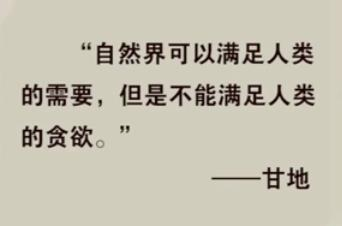 “自然界可以满足人类
的需要，但是不能满足人类
的贪欲。”
——甘地